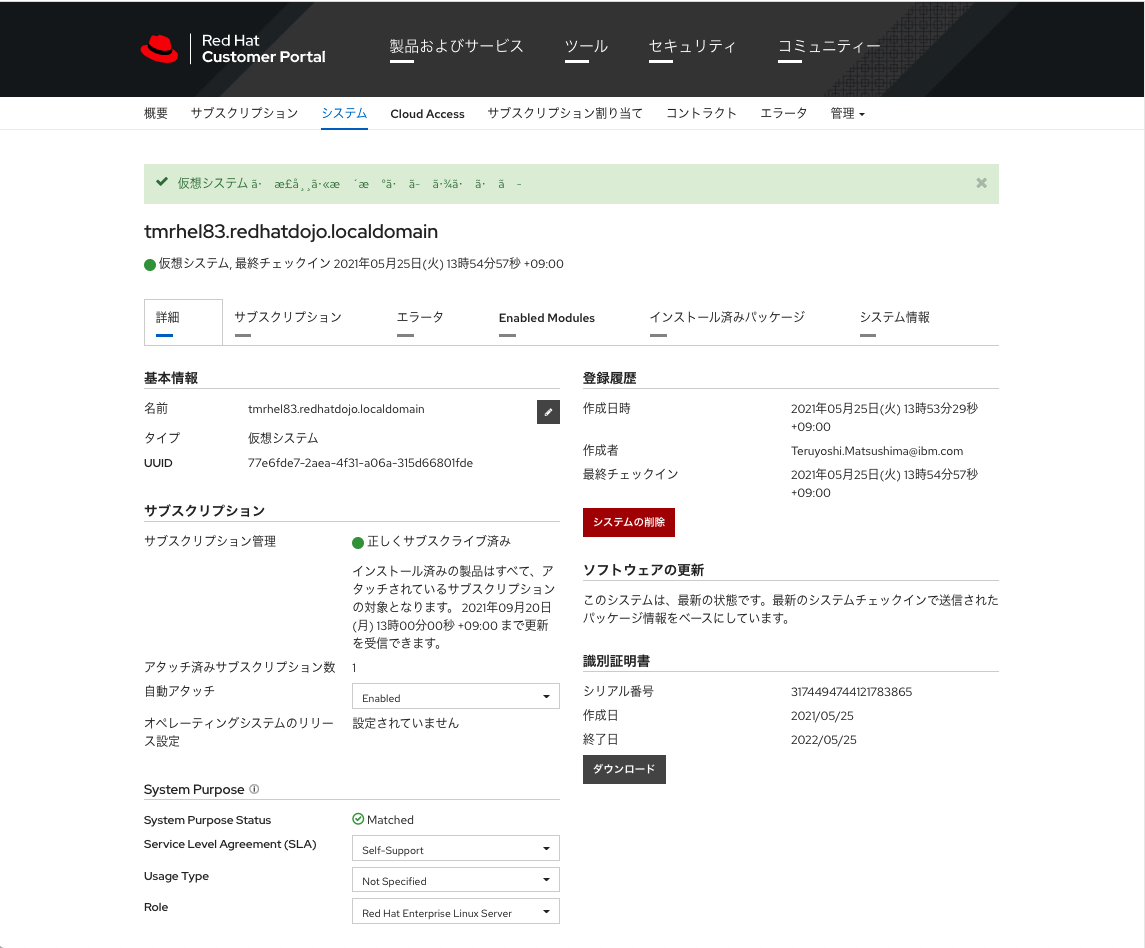 Red Hat
Customer Portal
製品およびサービス ツール セキュリティ コミュニティー
概要 サブスクリプション システム Cloud Access サブスクリプション割り当て コントラクト エラータ 管理
仮想システム
tmrhel83.redhatdojo.localdomain
仮想システム, 最終チェックイン 2021年05月25日(火) 13時54分57秒 +09:00
詳細 サブスクリプション エラータ Enabled Modules インストール済みパッケージ システム情報
基本情報
名前 tmrhel83.redhatdojo.localdomain
タイプ 仮想システム
UUID 77e6fde7-2aea-4f31-a06a-315d66801fde
サブスクリプション
サブスクリプション管理 正しくサブスクライブ済み
インストール済みの製品はすべて、ア
タッチされているサブスクリプション
の対象となります。 2021年09月20日
(月) 13時00分00秒 +09:00 まで更新
を受信できます。
アタッチ済みサブスクリプション数 1
自動アタッチ Enabled
オペレーティングシステムのリリー 設定されていません
ス設定
System Purpose
System Purpose Status Matched
Service Level Agreement (SLA) Self-Support
Usage Type Not Specified
Role Red Hat Enterprise Linux Server
登録履歴
作成日時 2021年05月25日(火) 13時53分29秒
+09:00
作成者 Teruyoshi.Matsushima@ibm.com
最終チェックイン 2021年05月25日(火) 13時54分57秒
+09:00
システムの削除
ソフトウェアの更新
このシステムは、最新の状態です。最新のシステムチェックインで送信された
パッケージ情報をベースにしています。
識別証明書
シリアル番号 3174494744121783865
作成日 2021/05/25
終了日 2022/05/25
ダウンロード